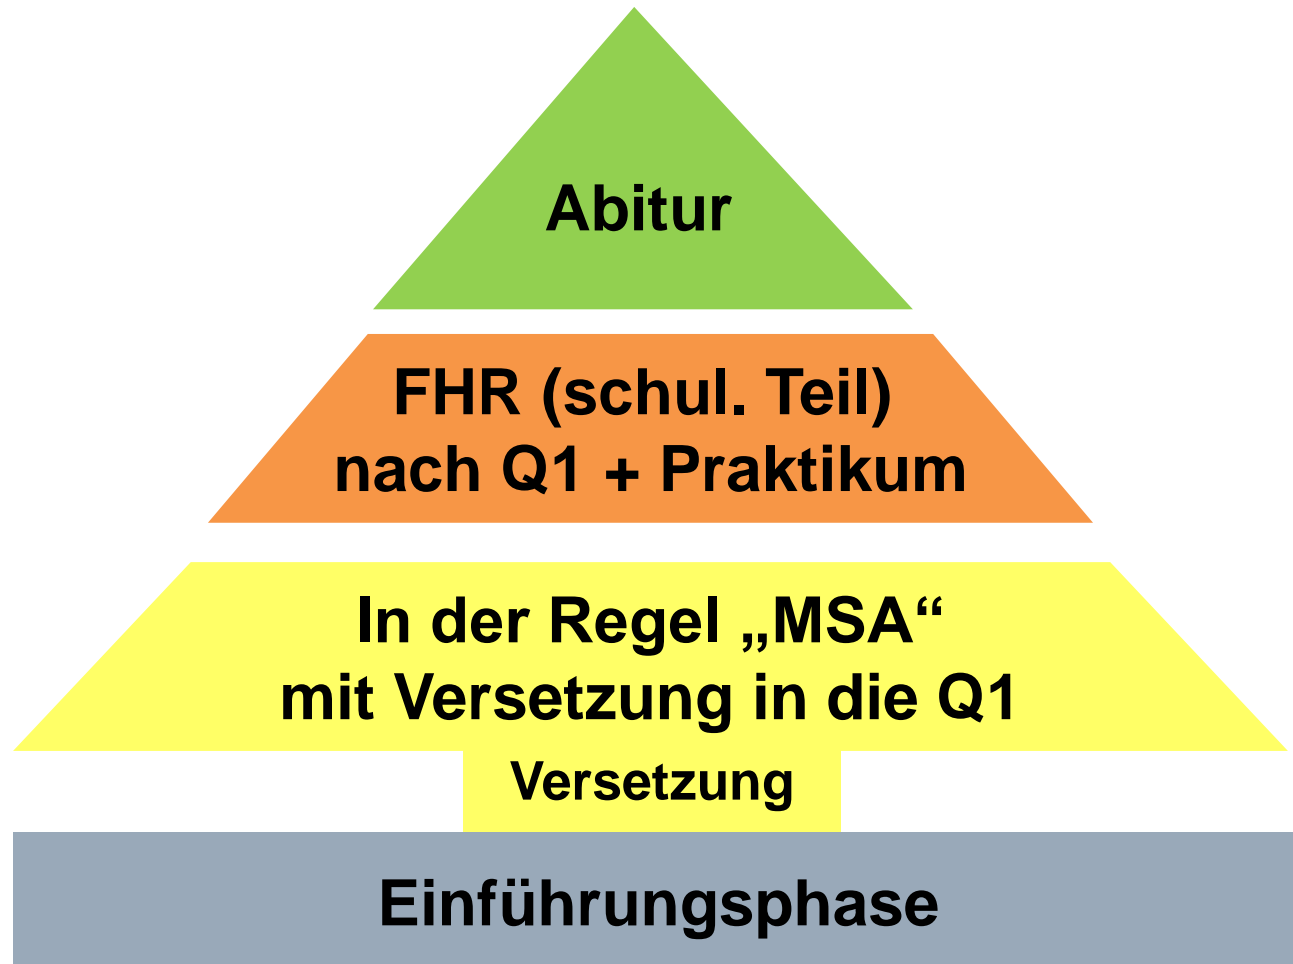 Abitur
FHR (schul. Teil)
nach Q1 + Praktikum
In der Regel „MSA“
mit Versetzung in die Q1
Versetzung
Einführungsphase